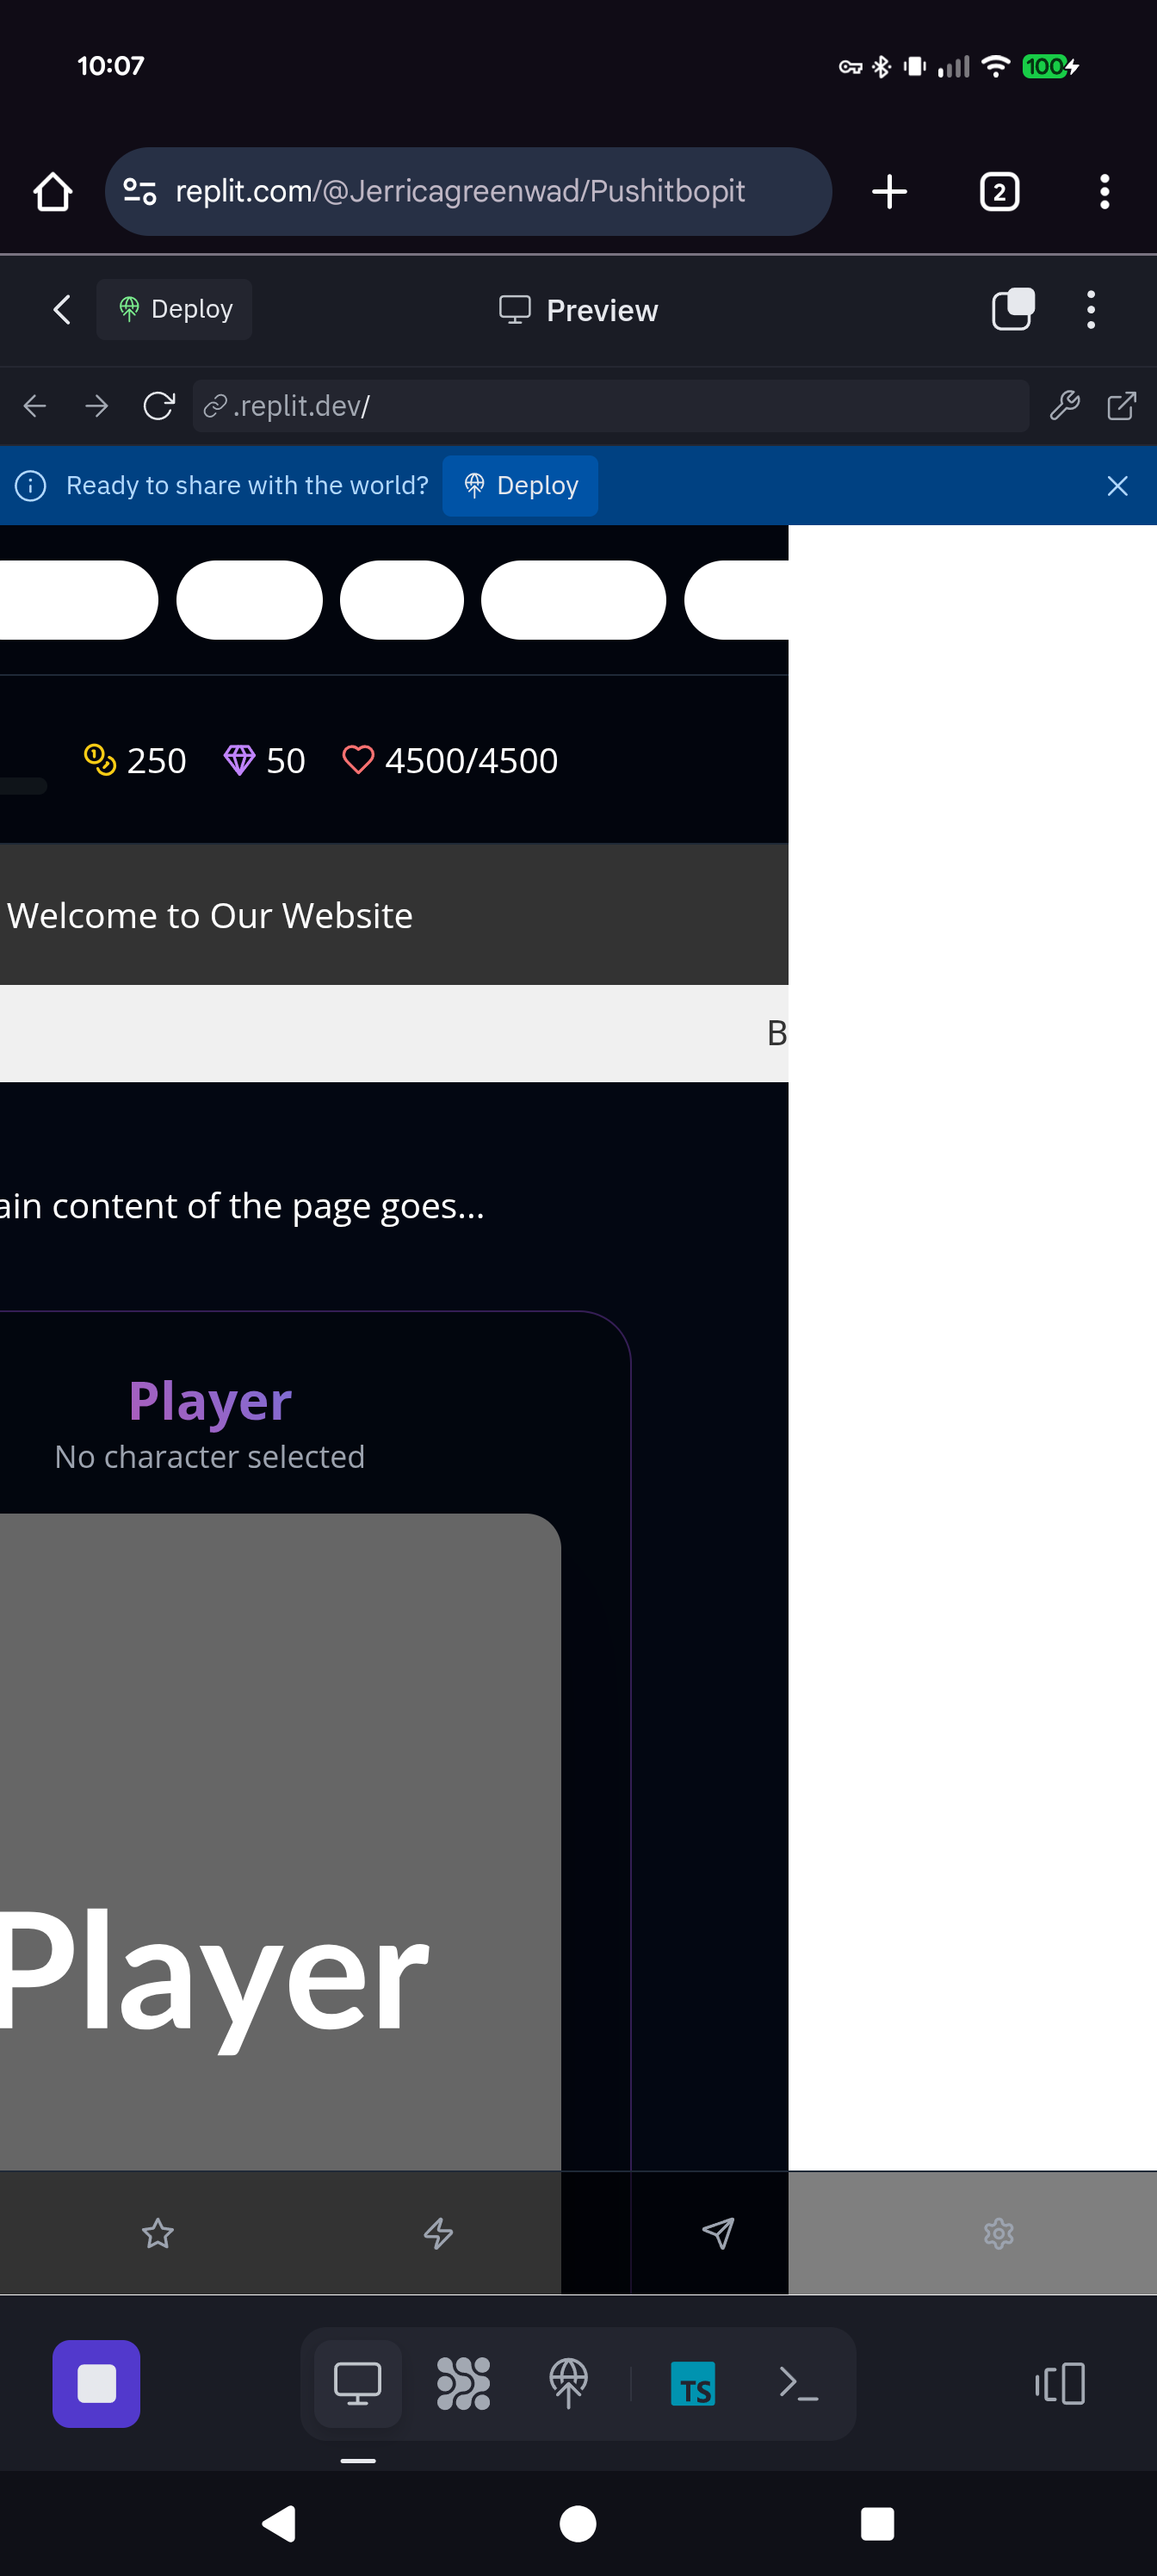 10:07
100
replit.com/@Jerricagreenwad/Pushitbopit
2
Deploy
Preview
.replit.dev/
Ready to share with the world?
Deploy
250
50
4500/4500
Welcome to Our Website
B
ain content of the page goes...
Player
No character selected
Player
TS